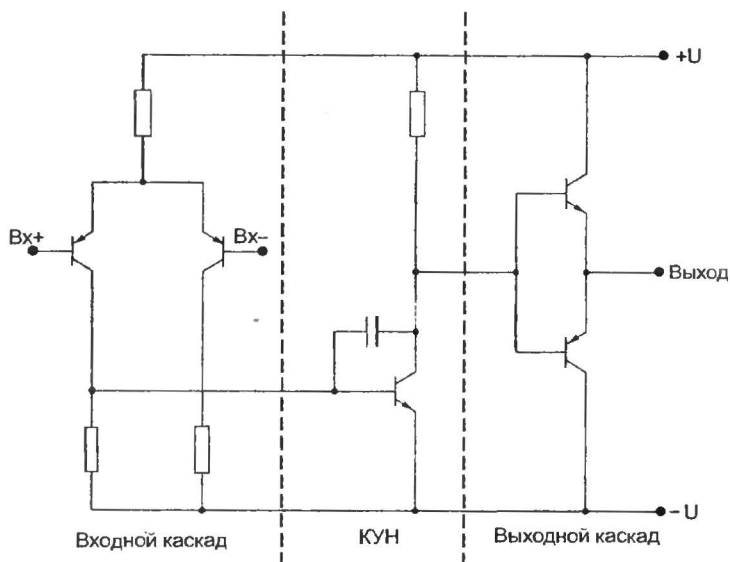 +U
Вх+
Вх–
Выход
– U
Входной каскад
КУН
Выходной каскад